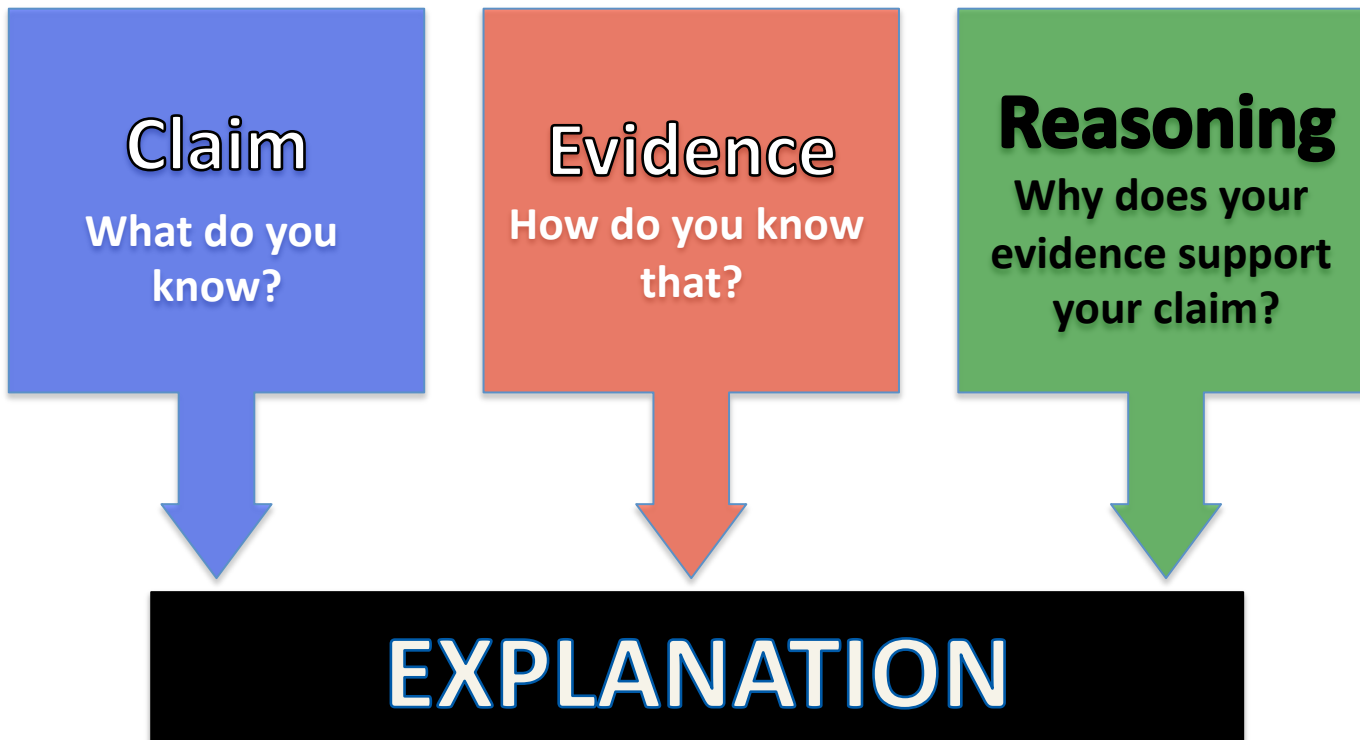 Claim
What do you
know?
Evidence
How do you know
that?
Reasoning
Why does your
evidence support
your claim?
EXPLANATION